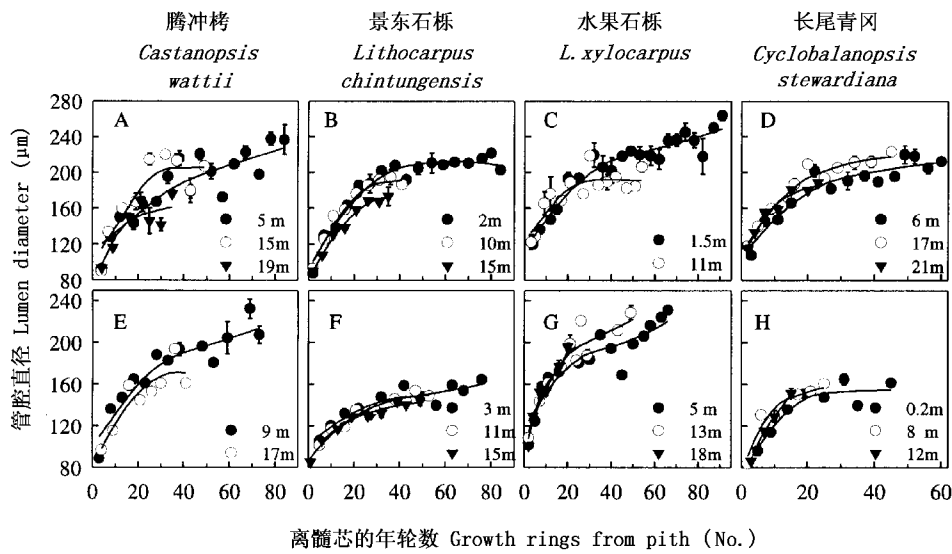 腾冲栲 景东石栎 水果石栎 长尾青冈
Castanopsis Lithocarpus L. xylocarpus Cyclobalanopsis
wattii chintungensis stewardiana
管腔直径 Lumen diameter (μm)
280
240
200
160
120
80
A
5 m
15m
19m
B
2m
10m
15m
C
1.5m
11m
D
6 m
17m
21m
240
200
160
120
80
E
9 m
17m
F
3 m
11m
15m
G
5 m
13m
18m
H
0.2m
8 m
12m
0 20 40 60 80 0 20 40 60 80 0 20 40 60 80 0 10 20 30 40 50 60
离髓芯的年轮数 Growth rings from pith (No.)